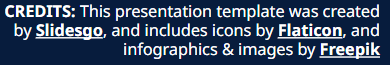 CREDITS: This presentation template was created
by Slidesgo, and includes icons by Flaticon, and
infographics & images by Freepik